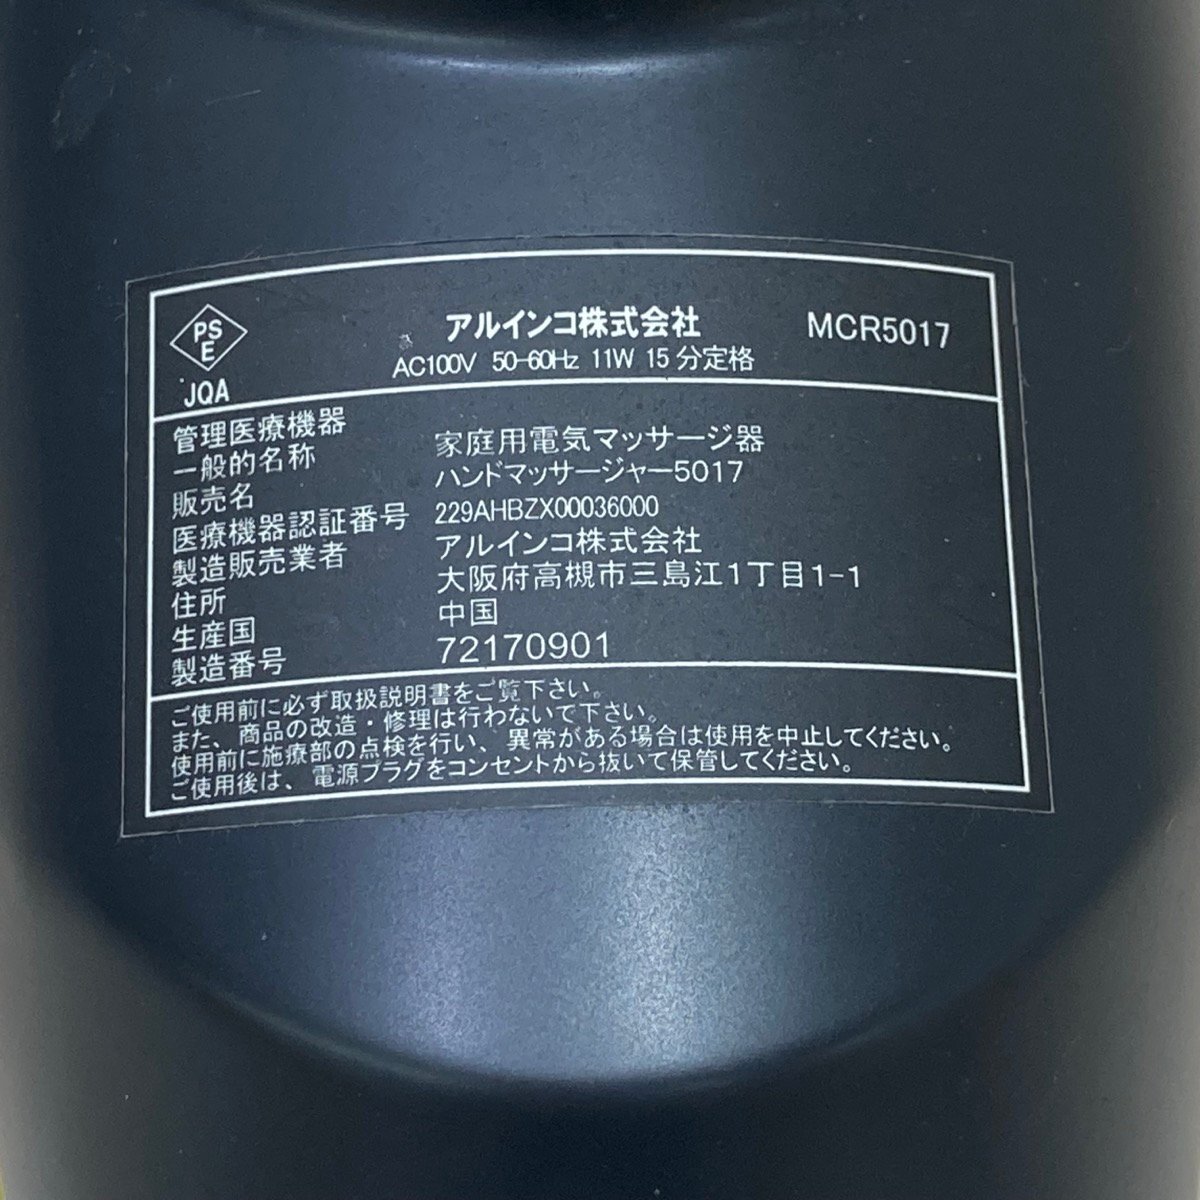 PS
E
JQA
アルインコ株式会社
MCR5017
AC100V 50-60Hz 11W 15分定格
管理医療機器
一般的名称 家庭用電気マッサージ器
販売名 ハンドマッサージャー5017
医療機器認証番号 229AHBZX00036000
製造販売業者 アルインコ株式会社
住所 大阪府高槻市三島江1丁目1-1
生産国 中国
製造番号 72170901
ご使用前に必ず取扱説明書をご覧下さい。
また、商品の改造・修理は行わないで下さい。
使用前に施療部の点検を行い、異常がある場合は使用を中止してください。
ご使用後は、電源プラグをコンセントから抜いて保管してください。